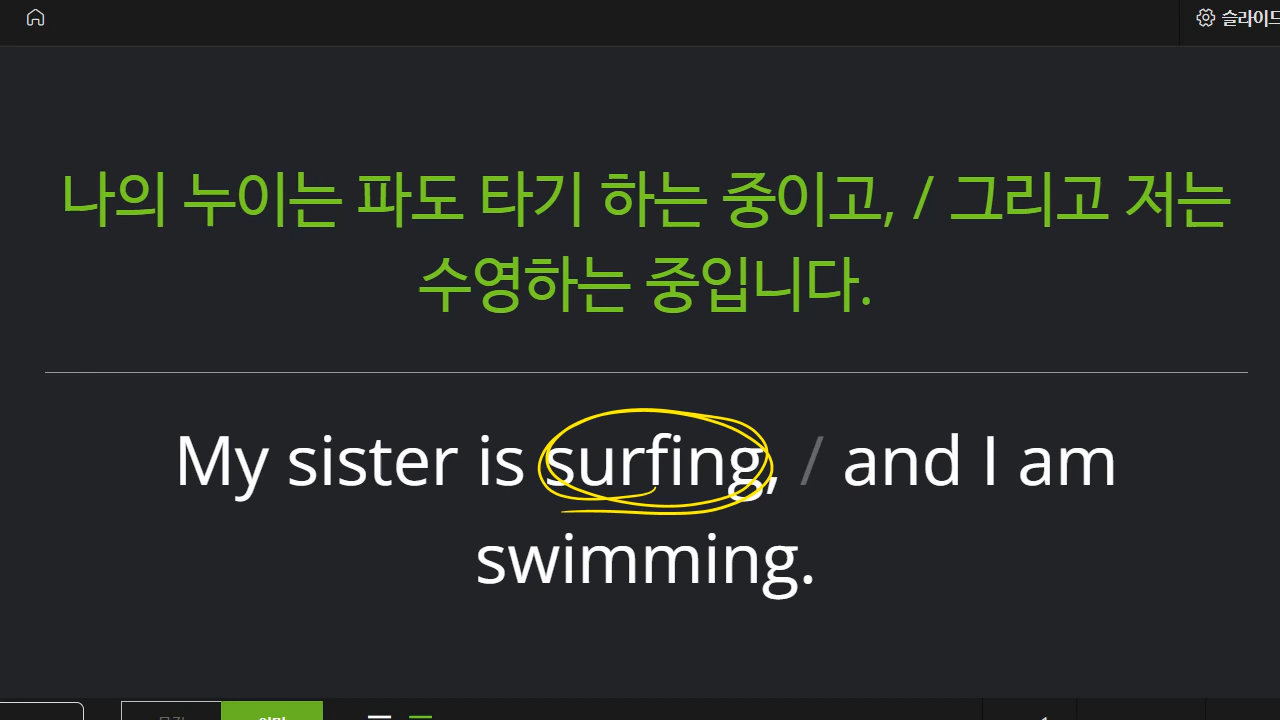 슬라이드
나의 누이는 파도 타기 하는 중이고, / 그리고 저는
수영하는 중입니다.
My sister is surfing, / and I am
swimming.